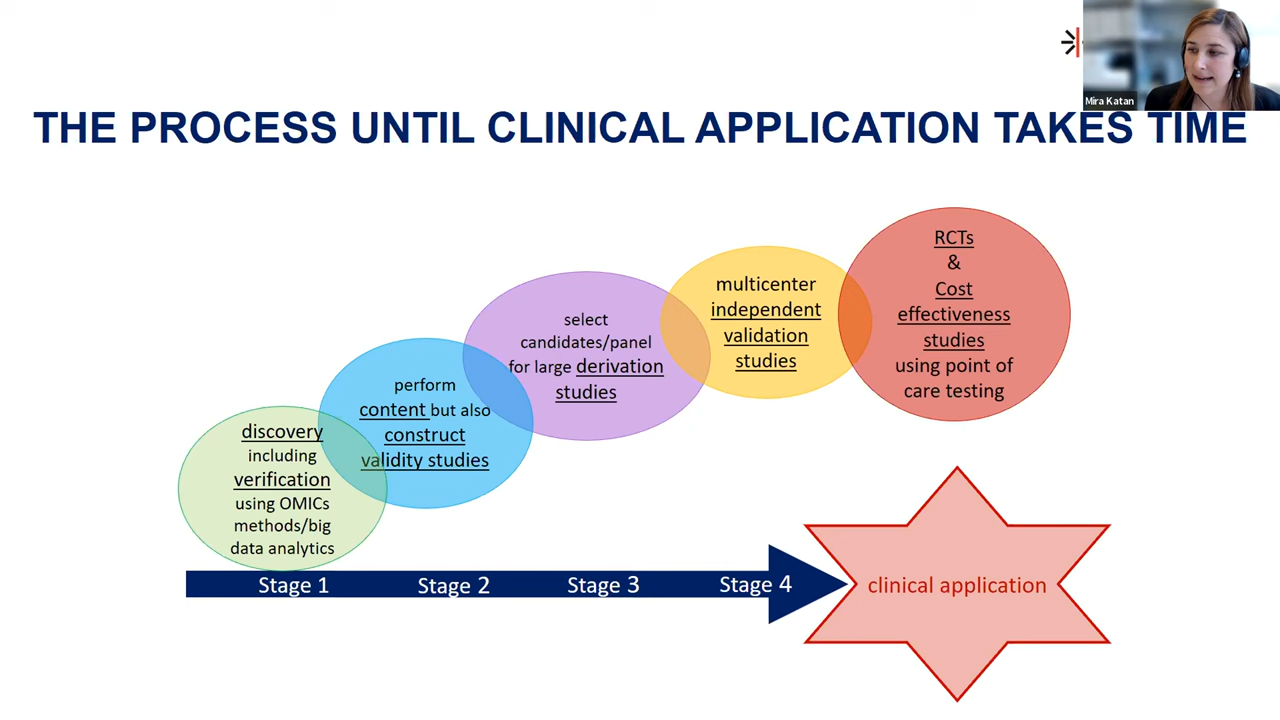 Mira Katan
THE PROCESS UNTIL CLINICAL APPLICATION TAKES TIME
discovery
including
verification
using OMICs
methods/big
data analytics
perform
content but also
construct
validity studies
select
candidates/panel
for large derivation
studies
multicenter
independent
validation
studies
RCTs
&
Cost
effectiveness
studies
using point of
care testing
Stage 1
Stage 2
Stage 3
Stage 4
clinical application